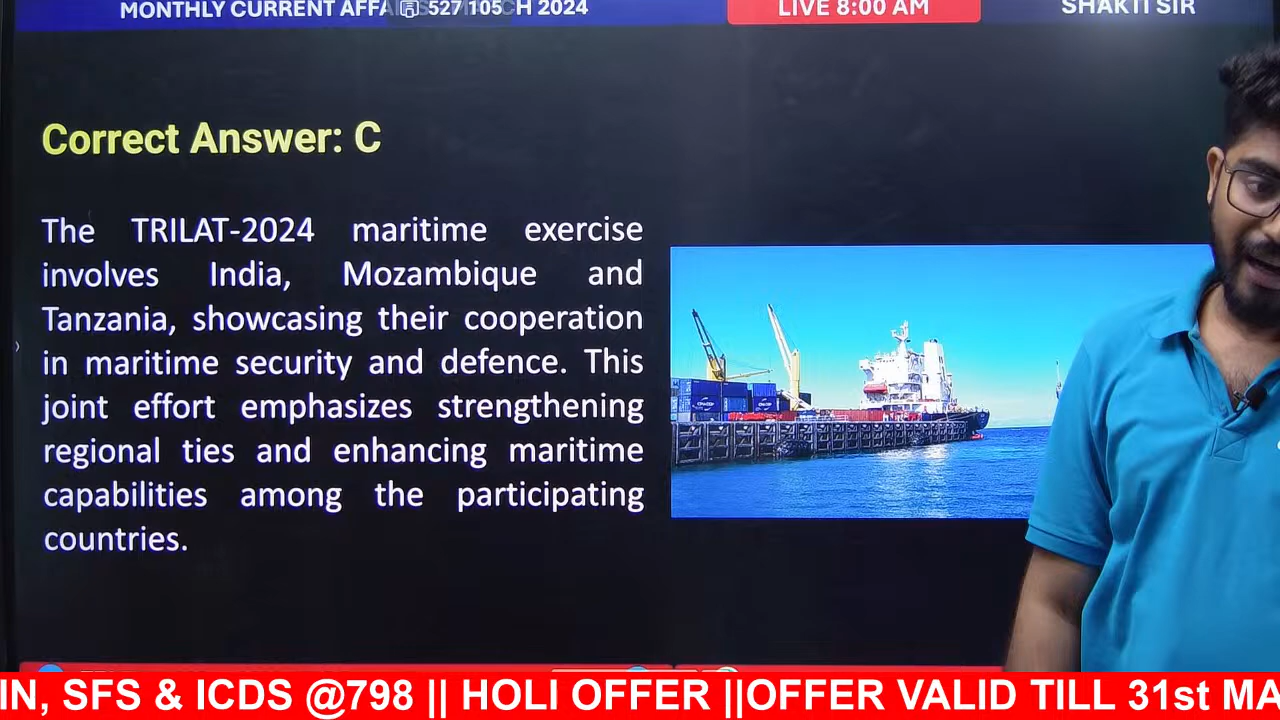 MONTHLY CURRENT AFFA 527 105 CH 2024
LIVE 8:00 AM
SHAKTI SIR
Correct Answer: C
The TRILAT-2024 maritime exercise
involves India, Mozambique and
Tanzania, showcasing their cooperation
in maritime security and defence. This
joint effort emphasizes strengthening
regional ties and enhancing maritime
capabilities among the participating
countries.
IN, SFS & ICDS @798 || HOLI OFFER ||OFFER VALID TILL 31st MA